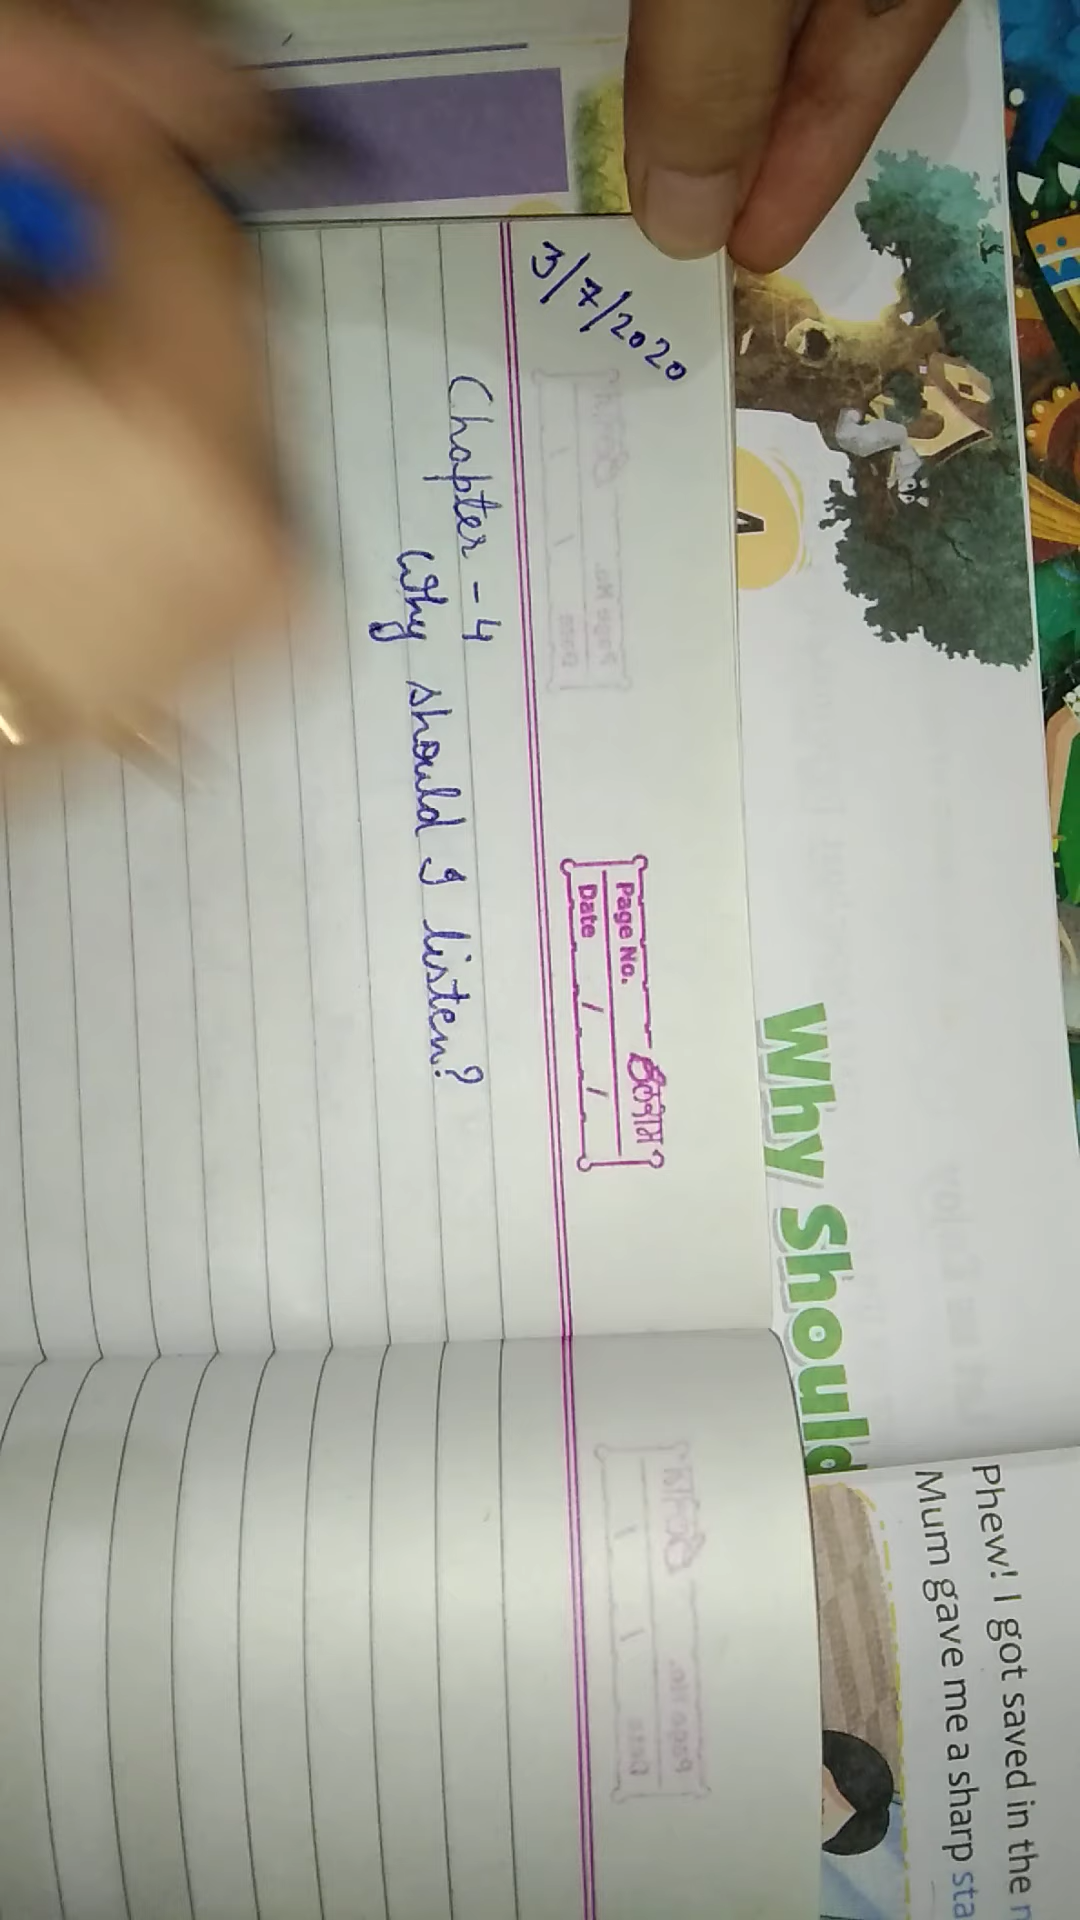 3/7/2020
Chapter - 4
Why should I listen?
Page No.
Date / /
4
Why Should
Phew! I got saved in the
Mum gave me a sharp